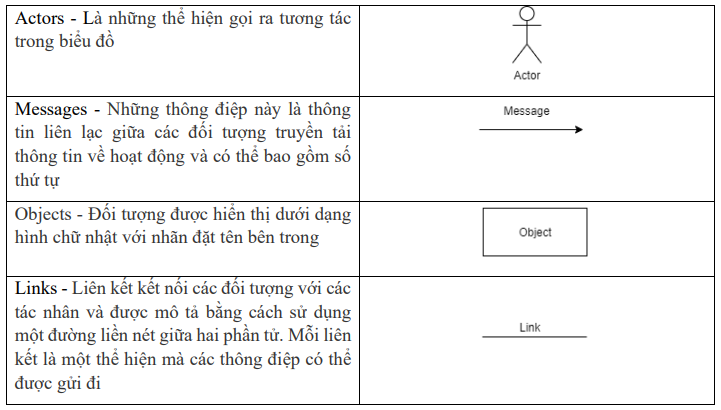 Actors - Là những thể hiện gọi ra tương tác
trong biểu đồ
Actor
Messages - Những thông điệp này là thông
tin liên lạc giữa các đối tượng truyền tải
thông tin về hoạt động và có thể bao gồm số
thứ tự
Message
Objects - Đối tượng được hiển thị dưới dạng
hình chữ nhật với nhãn đặt tên bên trong
Object
Links - Liên kết kết nối các đối tượng với các
tác nhân và được mô tả bằng cách sử dụng
một đường liền nét giữa hai phần tử. Mỗi liên
kết là một thể hiện mà các thông điệp có thể
được gửi đi
Link